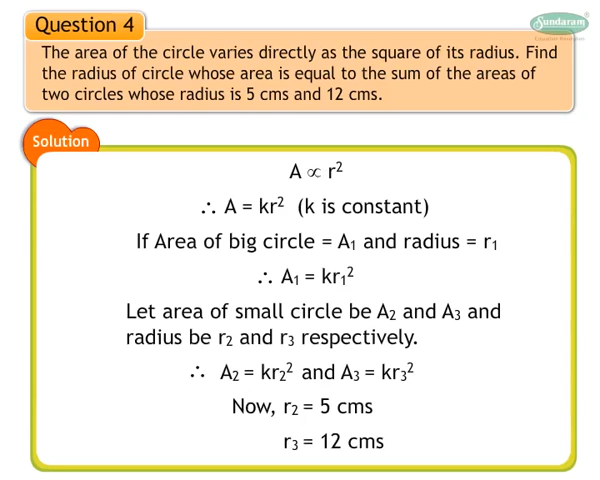 Question 4
Sundaram
The area of the circle varies directly as the square of its radius. Find
the radius of circle whose area is equal to the sum of the areas of
two circles whose radius is 5 cms and 12 cms.
Solution
A ∝ r²
∴ A = kr² (k is constant)
If Area of big circle = A₁ and radius = r₁
∴ A₁ = kr₁²
Let area of small circle be A₂ and A₃ and
radius be r₂ and r₃ respectively.
∴ A₂ = kr₂² and A₃ = kr₃²
Now, r₂ = 5 cms
r₃ = 12 cms